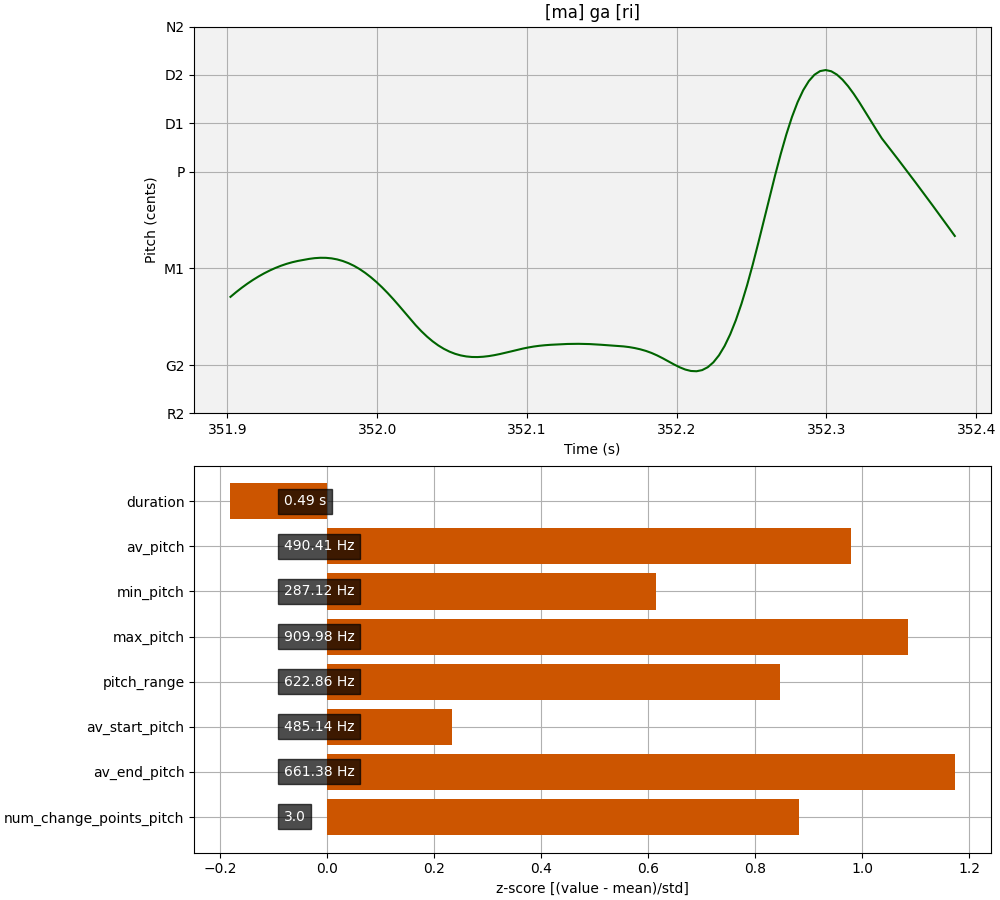 [ma] ga [ri]
N2
D2
D1
P
M1
G2
R2
Pitch (cents)
351.9 352.0 352.1 352.2 352.3 352.4
Time (s)
duration 0.49 s
av_pitch 490.41 Hz
min_pitch 287.12 Hz
max_pitch 909.98 Hz
pitch_range 622.86 Hz
av_start_pitch 485.14 Hz
av_end_pitch 661.38 Hz
num_change_points_pitch 3.0
−0.2 0.0 0.2 0.4 0.6 0.8 1.0 1.2
z-score [(value - mean)/std]